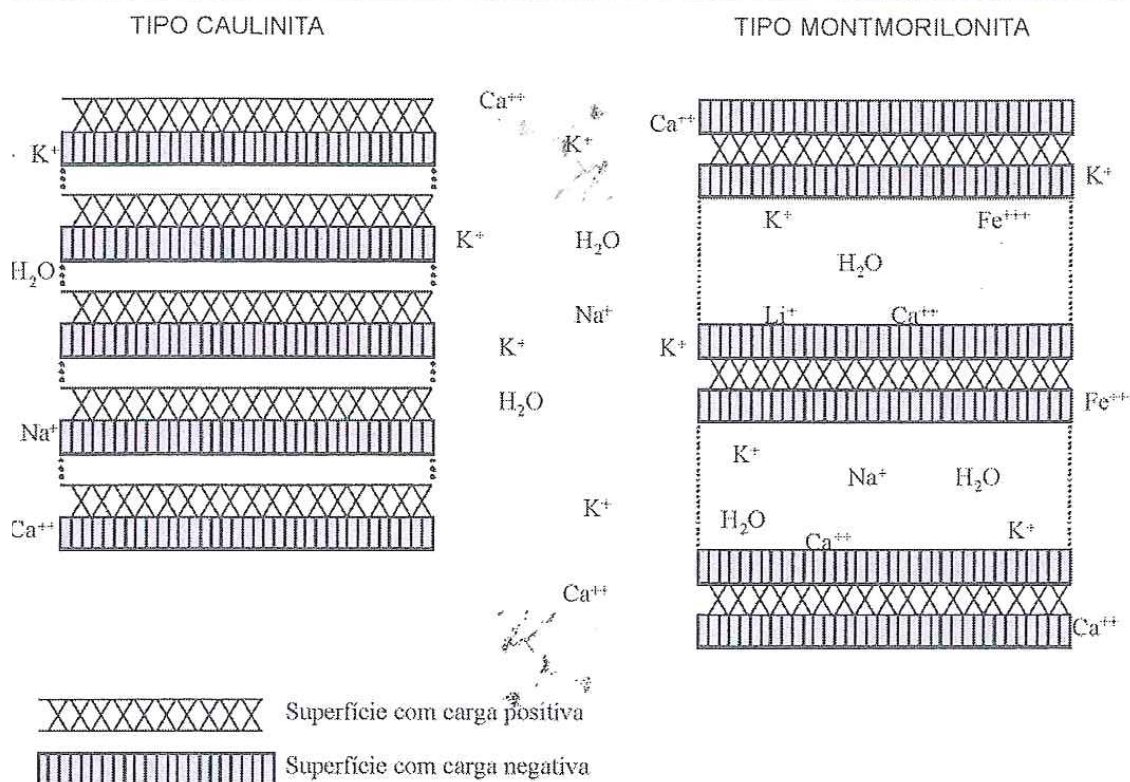 TIPO CAULINITA
TIPO MONTMORILONITA
K⁺
H₂O
Na⁺
Ca⁺⁺
Ca⁺⁺
K⁺
K⁺
H₂O
Na⁺
K⁺
H₂O
K⁺
Ca⁺⁺
Ca⁺⁺
K⁺
K⁺
Fe⁺⁺⁺
H₂O
Li⁺
Ca⁺⁺
K⁺
Fe⁺⁺
K⁺
Na⁺
H₂O
H₂O
Ca⁺⁺
K⁺
Ca⁺⁺
Superfície com carga positiva
Superfície com carga negativa